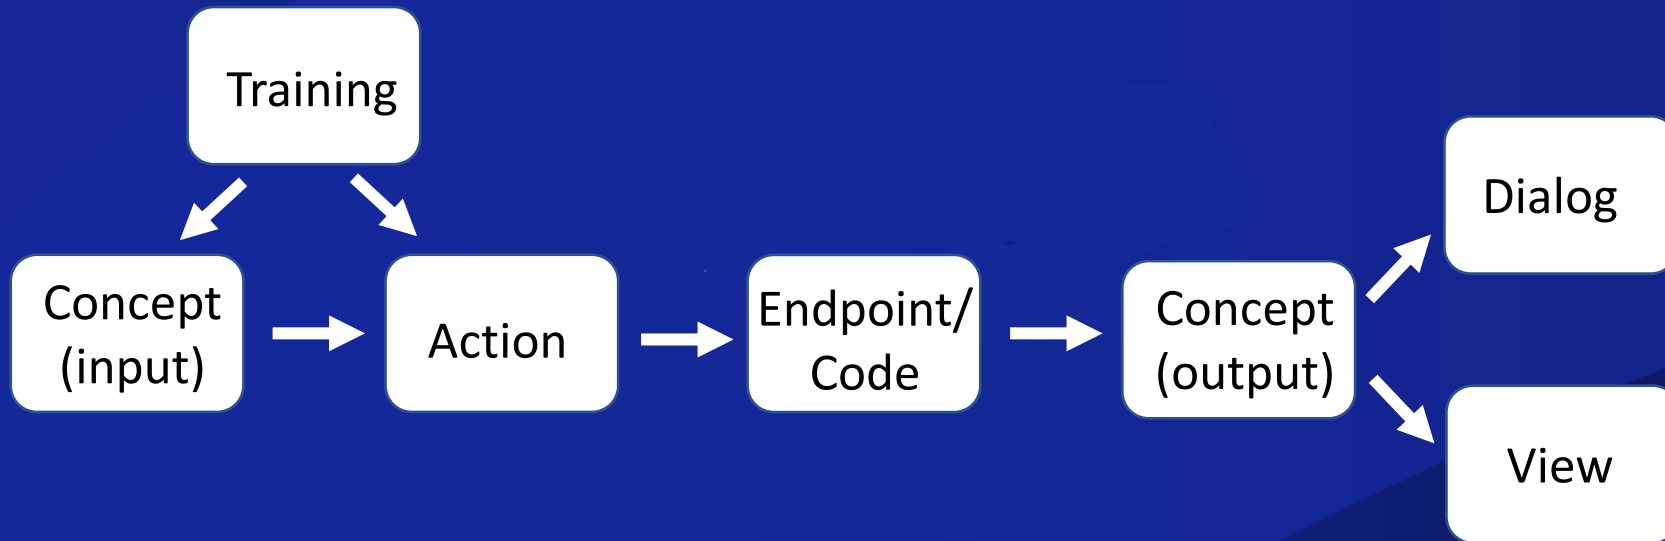 Training
Concept
(input)
Action
Endpoint/
Code
Concept
(output)
Dialog
View